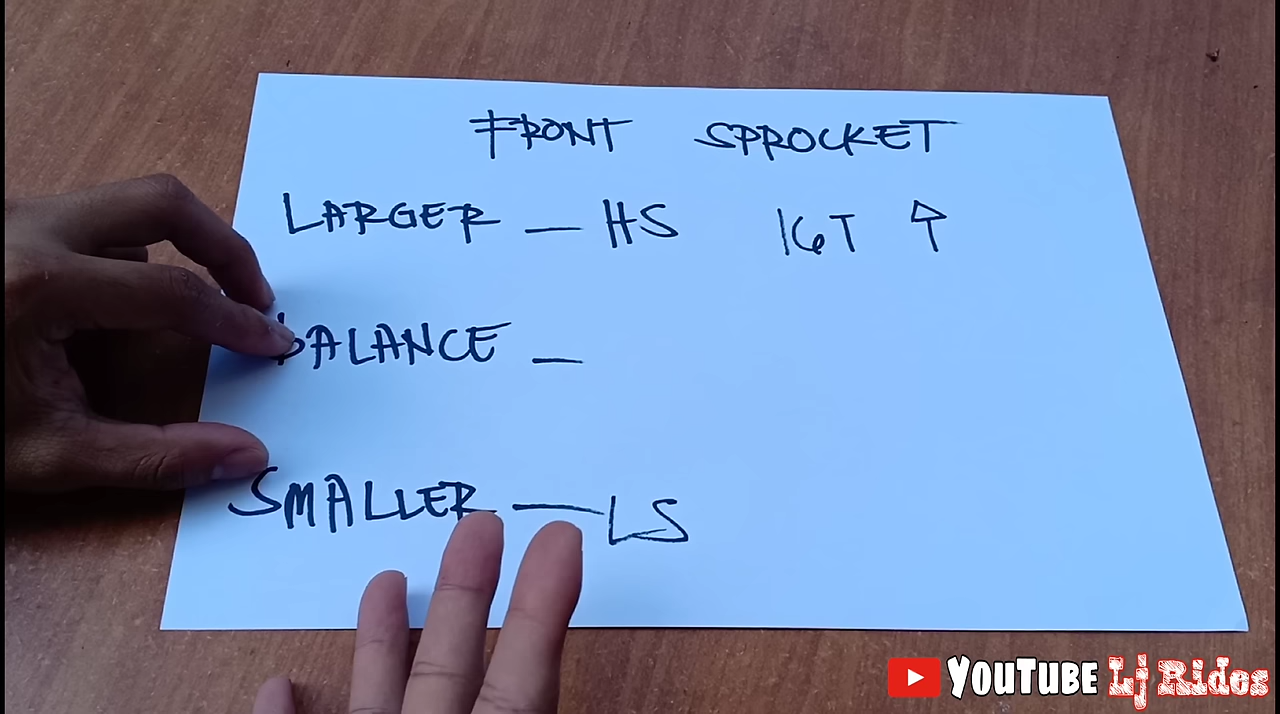 FRONT SPROCKET
LARGER — HS 16T ↑
BALANCE —
SMALLER — LS
YOUTUBE Lj Rides